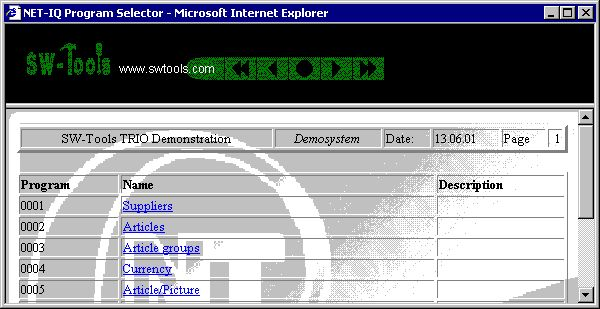 NET-IQ Program Selector - Microsoft Internet Explorer
SW-Tools www.swtools.com
SW-Tools TRIO Demonstration Demosystem Date: 13.06.01 Page 1
Program Name Description
0001 Suppliers
0002 Articles
0003 Article groups
0004 Currency
0005 Article/Picture